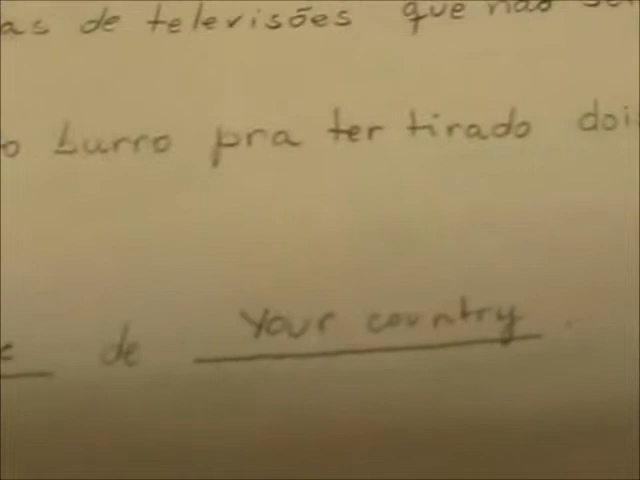 as de televisões que não
o burro pra ter tirado doi
e de Your country.